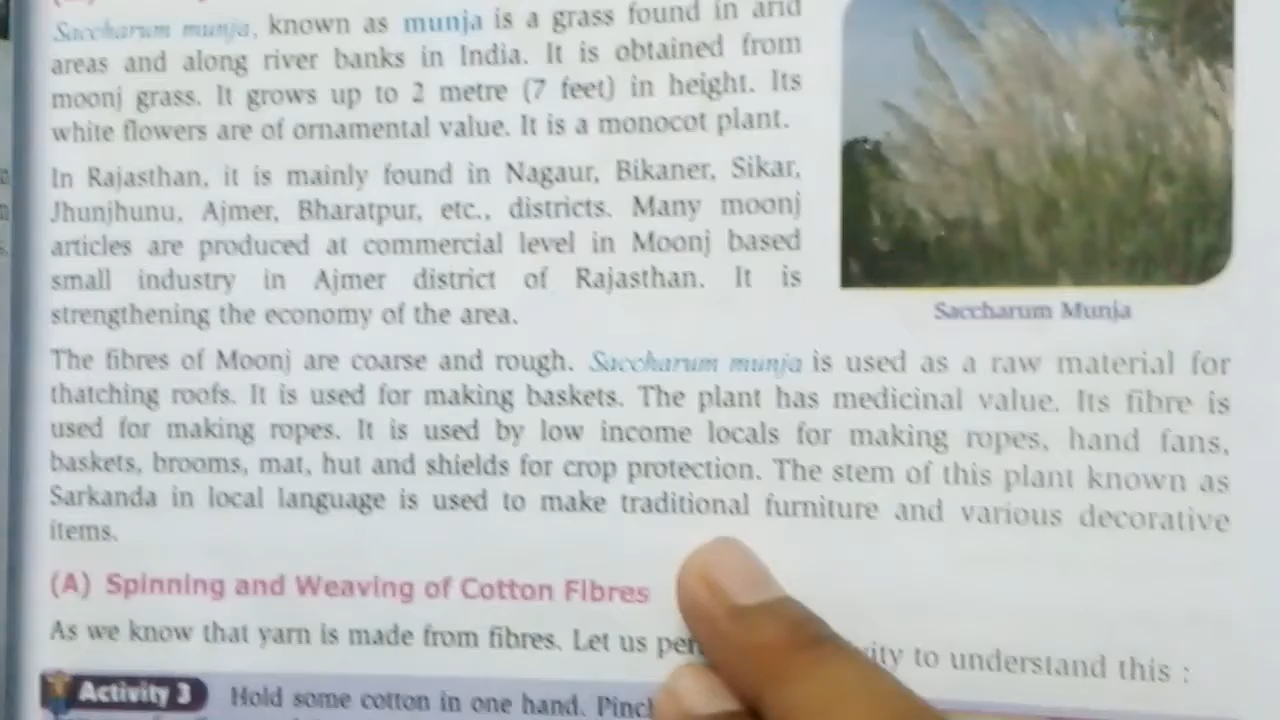 Saccharum munja, known as munja is a grass found in arid
areas and along river banks in India. It is obtained from
moonj grass. It grows up to 2 metre (7 feet) in height. Its
white flowers are of ornamental value. It is a monocot plant.
In Rajasthan, it is mainly found in Nagaur, Bikaner, Sikar,
Jhunjhunu, Ajmer, Bharatpur, etc., districts. Many moonj
articles are produced at commercial level in Moonj based
small industry in Ajmer district of Rajasthan. It is
strengthening the economy of the area.
Saccharum Munja
The fibres of Moonj are coarse and rough. Saccharum munja is used as a raw material for
thatching roofs. It is used for making baskets. The plant has medicinal value. Its fibre is
used for making ropes. It is used by low income locals for making ropes, hand fans,
baskets, brooms, mat, hut and shields for crop protection. The stem of this plant known as
Sarkanda in local language is used to make traditional furniture and various decorative
items.
(A) Spinning and Weaving of Cotton Fibres
As we know that yarn is made from fibres. Let us to understand this :
Activity 3 Hold some cotton in one hand.